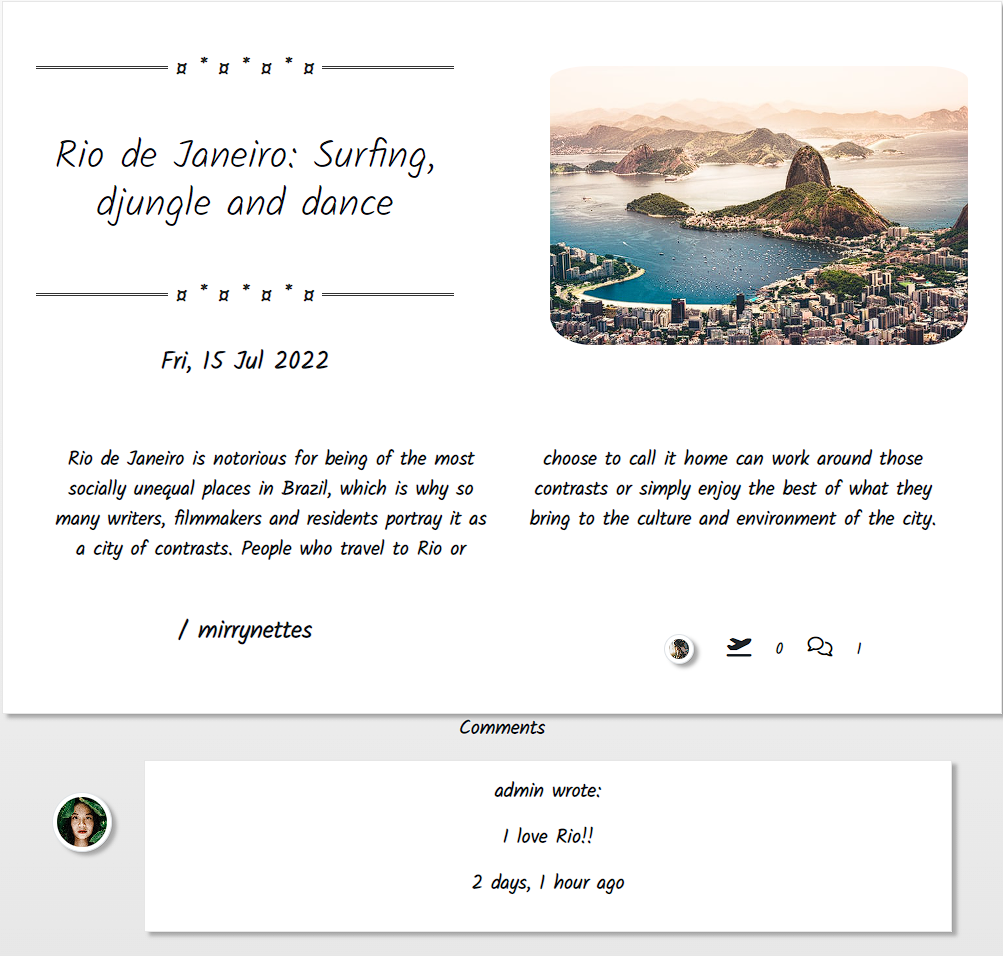 ¤ * ¤ * ¤ * ¤
Rio de Janeiro: Surfing,
djungle and dance
¤ * ¤ * ¤ * ¤
Fri, 15 Jul 2022
Rio de Janeiro is notorious for being of the most
socially unequal places in Brazil, which is why so
many writers, filmmakers and residents portray it as
a city of contrasts. People who travel to Rio or
choose to call it home can work around those
contrasts or simply enjoy the best of what they
bring to the culture and environment of the city.
/ mirrynettes
0 1
Comments
admin wrote:
I love Rio!!
2 days, 1 hour ago